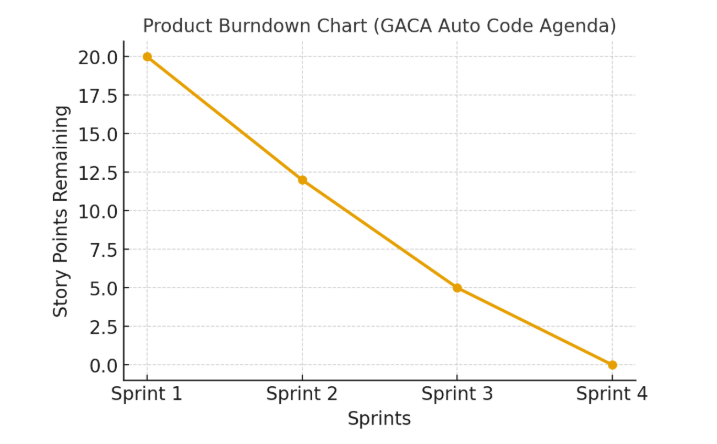 Product Burndown Chart (GACA Auto Code Agenda)
Story Points Remaining
20.0
17.5
15.0
12.5
10.0
7.5
5.0
2.5
0.0
Sprint 1 Sprint 2 Sprint 3 Sprint 4
Sprints